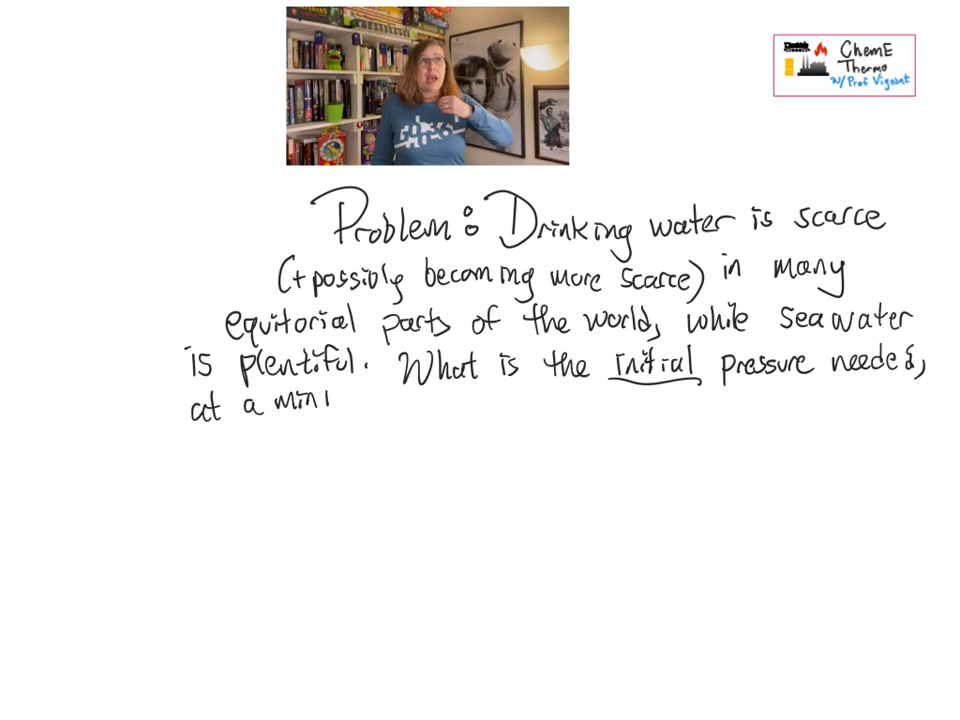 ChemE
Thermo
w/ Prof Vigeant
Problem: Drinking water is scarce
(+ possibly becoming more scarce) in many
equitorial parts of the world, while seawater
is plentiful. What is the initial pressure needed,
at a mini